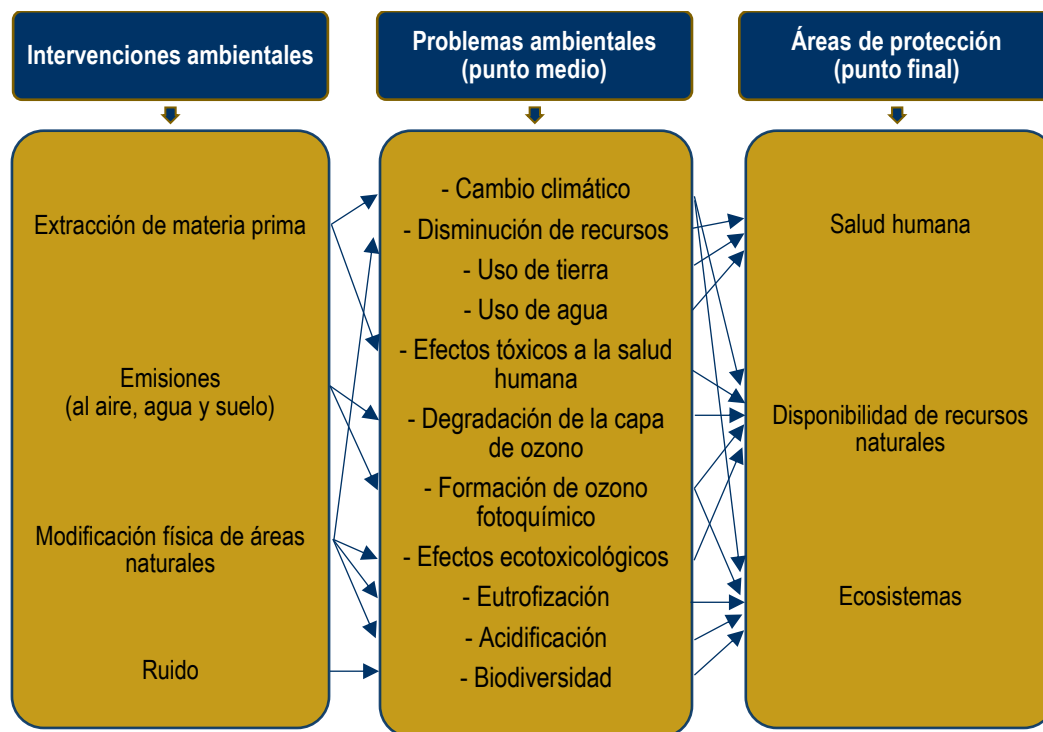 Intervenciones ambientales
Problemas ambientales
(punto medio)
Áreas de protección
(punto final)
Extracción de materia prima
Emisiones
(al aire, agua y suelo)
Modificación física de áreas
naturales
Ruido
- Cambio climático
- Disminución de recursos
- Uso de tierra
- Uso de agua
- Efectos tóxicos a la salud
humana
- Degradación de la capa
de ozono
- Formación de ozono
fotoquímico
- Efectos ecotoxicológicos
- Eutrofización
- Acidificación
- Biodiversidad
Salud humana
Disponibilidad de recursos
naturales
Ecosistemas